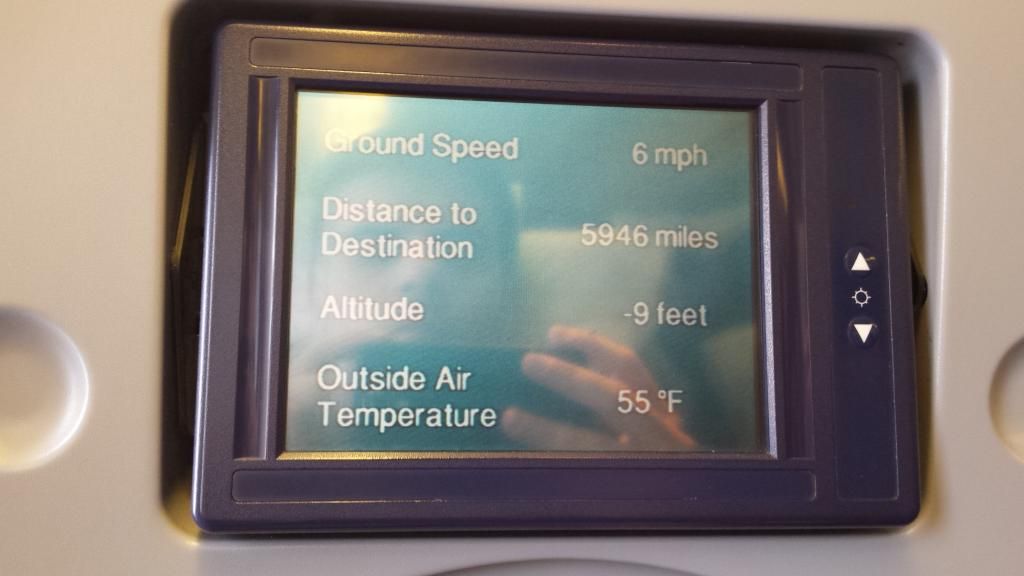 Ground Speed 6 mph
Distance to
Destination 5946 miles
Altitude -9 feet
Outside Air
Temperature 55 °F